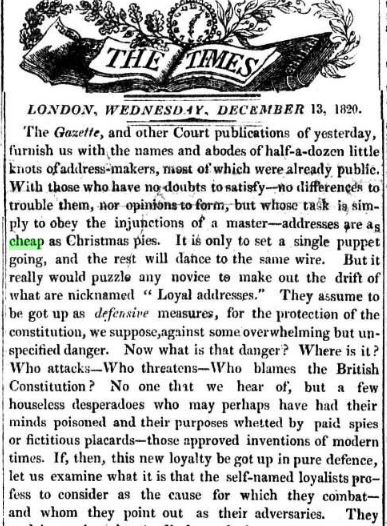 THE TIMES
LONDON, WEDNESDAY, DECEMBER 13, 1820.
The Gazette, and other Court publications of yesterday,
furnish us with the names and abodes of half-a-dozen little
knots of address-makers, most of which were already public.
With those who have no doubts to satisfy—no differences to
trouble them, nor opinions to form, but whose task is sim-
ply to obey the injunctions of a master—addresses are as
cheap as Christmas pies. It is only to set a single puppet
going, and the rest will dance to the same wire. But it
really would puzzle any novice to make out the drift of
what are nicknamed " Loyal addresses." They assume to
be got up as defensive measures, for the protection of the
constitution, we suppose, against some overwhelming but un-
specified danger. Now what is that danger? Where is it?
Who attacks—Who threatens—Who blames the British
Constitution? No one that we hear of, but a few
houseless desperadoes who may perhaps have had their
minds poisoned and their purposes whetted by paid spies
or fictitious placards—those approved inventions of modern
times. If, then, this new loyalty be got up in pure defence,
let us examine what it is that the self-named loyalists pro-
fess to consider as the cause for which they combat—
and whom they point out as their adversaries. They